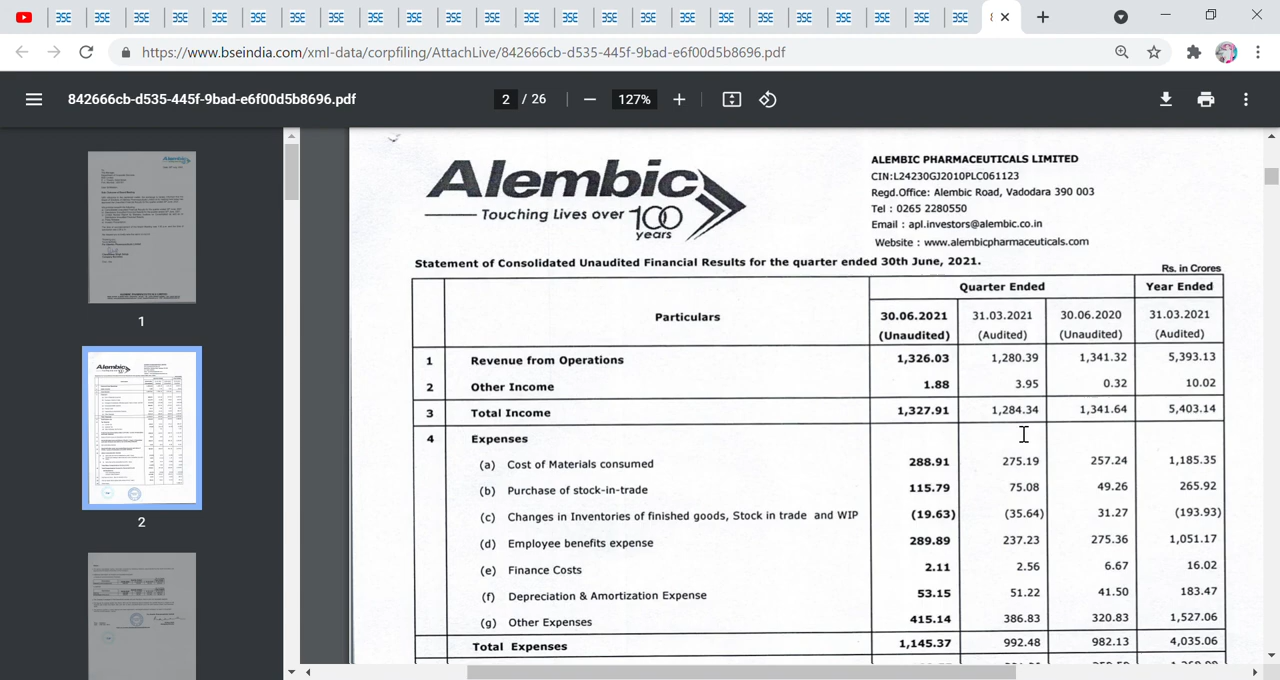 https://www.bseindia.com/xml-data/corpfiling/AttachLive/842666cb-d535-445f-9bad-e6f00d5b8696.pdf
842666cb-d535-445f-9bad-e6f00d5b8696.pdf 2 / 26 127%
Alembic
Touching Lives over 100 years
ALEMBIC PHARMACEUTICALS LIMITED
CIN:L24230GJ2010PLC061123
Regd.Office: Alembic Road, Vadodara 390 003
Tel : 0265 2280550
Email : apl.investors@alembic.co.in
Website : www.alembicpharmaceuticals.com
Statement of Consolidated Unaudited Financial Results for the quarter ended 30th June, 2021.
Rs. in Crores
Particulars Quarter Ended Year Ended
30.06.2021 31.03.2021 30.06.2020 31.03.2021
(Unaudited) (Audited) (Unaudited) (Audited)
1 Revenue from Operations 1,326.03 1,280.39 1,341.32 5,393.13
2 Other Income 1.88 3.95 0.32 10.02
3 Total Income 1,327.91 1,284.34 1,341.64 5,403.14
4 Expenses
(a) Cost of Materials consumed 288.91 275.19 257.24 1,185.35
(b) Purchase of stock-in-trade 115.79 75.08 49.26 265.92
(c) Changes in Inventories of finished goods, Stock in trade and WIP (19.63) (35.64) 31.27 (193.93)
(d) Employee benefits expense 289.89 237.23 275.36 1,051.17
(e) Finance Costs 2.11 2.56 6.67 16.02
(f) Depreciation & Amortization Expense 53.15 51.22 41.50 183.47
(g) Other Expenses 415.14 386.83 320.83 1,527.06
Total Expenses 1,145.37 992.48 982.13 4,035.06
1
2